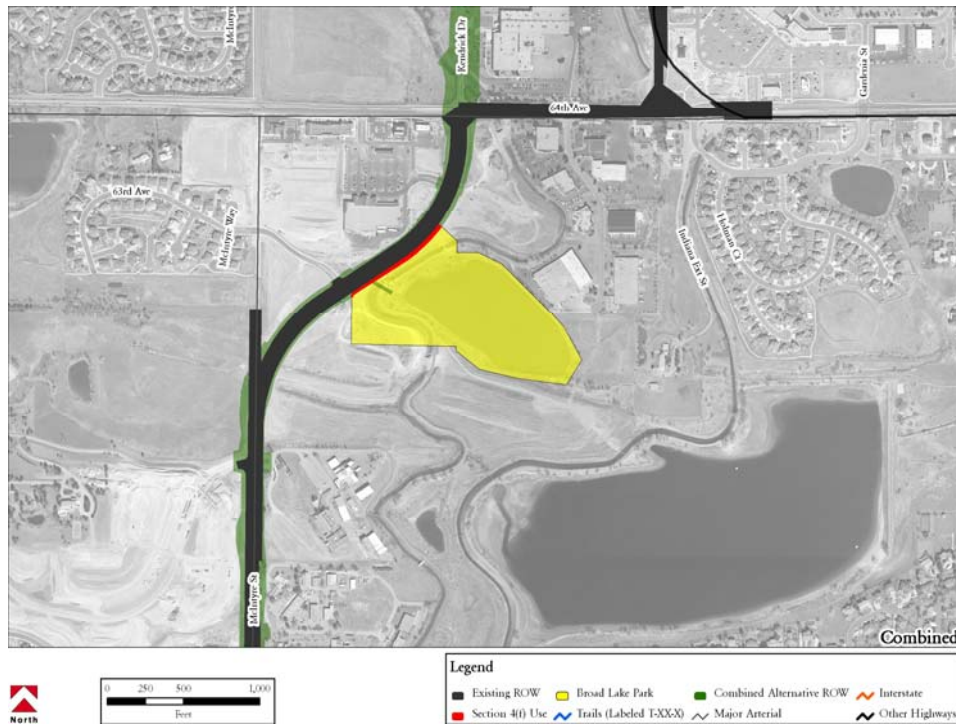 McIntyre
Kendrick Dr
64th Ave
Gardenia St
63rd Ave
McIntyre Way
Indiana Ext St
Holman Ct
McIntyre St
Combined
North
0 250 500 1,000
Feet
Legend
Existing ROW Broad Lake Park Combined Alternative ROW Interstate
Section 4(f) Use Trails (Labeled T-XX-X) Major Arterial Other Highways